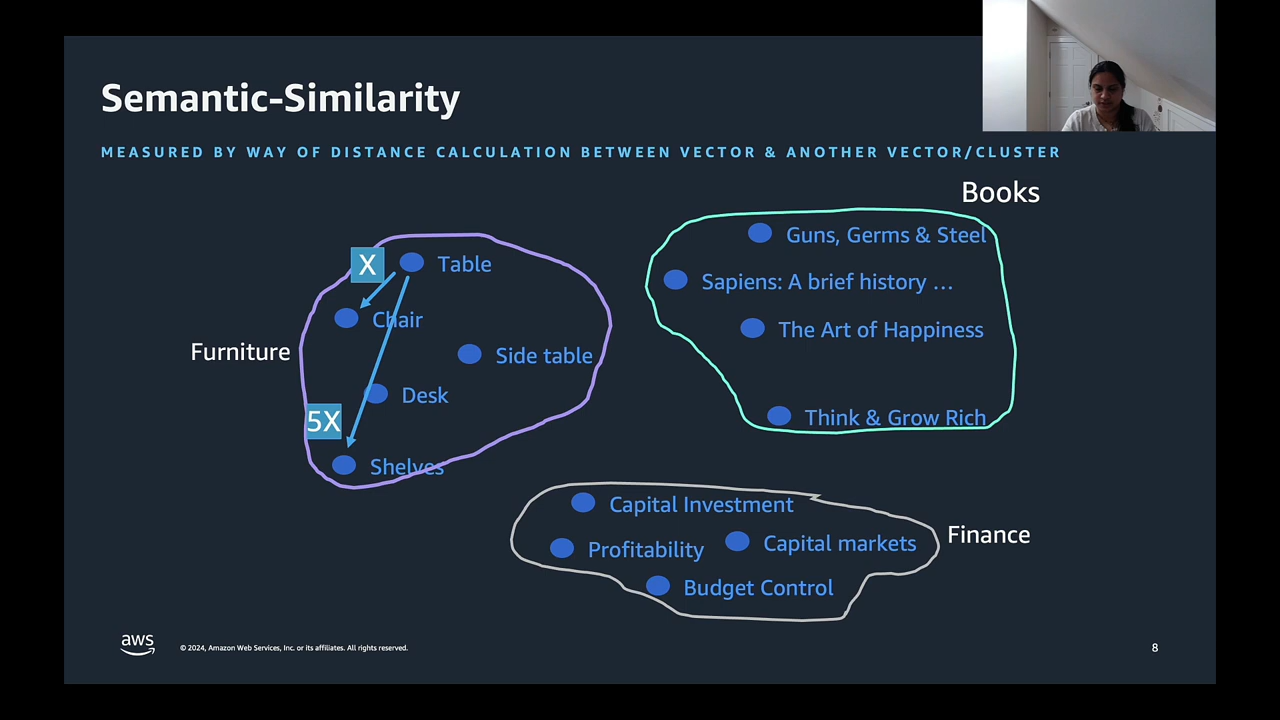 Semantic-Similarity
MEASURED BY WAY OF DISTANCE CALCULATION BETWEEN VECTOR & ANOTHER VECTOR/CLUSTER
Books
Guns, Germs & Steel
X
Table
Sapiens: A brief history ...
Chair
The Art of Happiness
Furniture
Side table
Desk
5X
Think & Grow Rich
Shelves
Capital Investment
Finance
Profitability
Capital markets
Budget Control
aws
© 2024, Amazon Web Services, Inc. or its affiliates. All rights reserved.
8